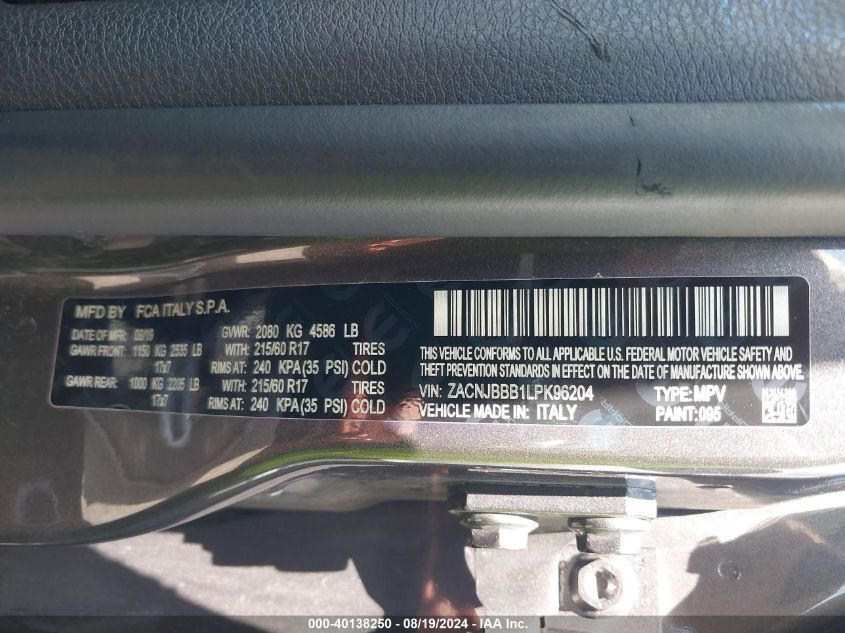 MFD BY FCA ITALY S.P.A.
DATE OF MFR 09/19 GVWR: 2080 KG 4586 LB
GAWR FRONT: 1150 KG 2535 LB WITH: 215/60 R17 TIRES
17x7 RIMS AT: 240 KPA (35 PSI) COLD
GAWR REAR: 1000 KG 2205 LB WITH: 215/60 R17 TIRES
17x7 RIMS AT: 240 KPA (35 PSI) COLD
THIS VEHICLE CONFORMS TO ALL APPLICABLE U.S. FEDERAL MOTOR VEHICLE SAFETY AND
THEFT PREVENTION STANDARDS IN EFFECT ON THE DATE OF MANUFACTURE SHOWN ABOVE.
VIN: ZACNJBBB1LPK96204 TYPE: MPV
VEHICLE MADE IN: ITALY PAINT: 085
000-40138250 - 08/19/2024 - IAA Inc.